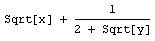 Sqrt[x] + 1
2 + Sqrt[y]